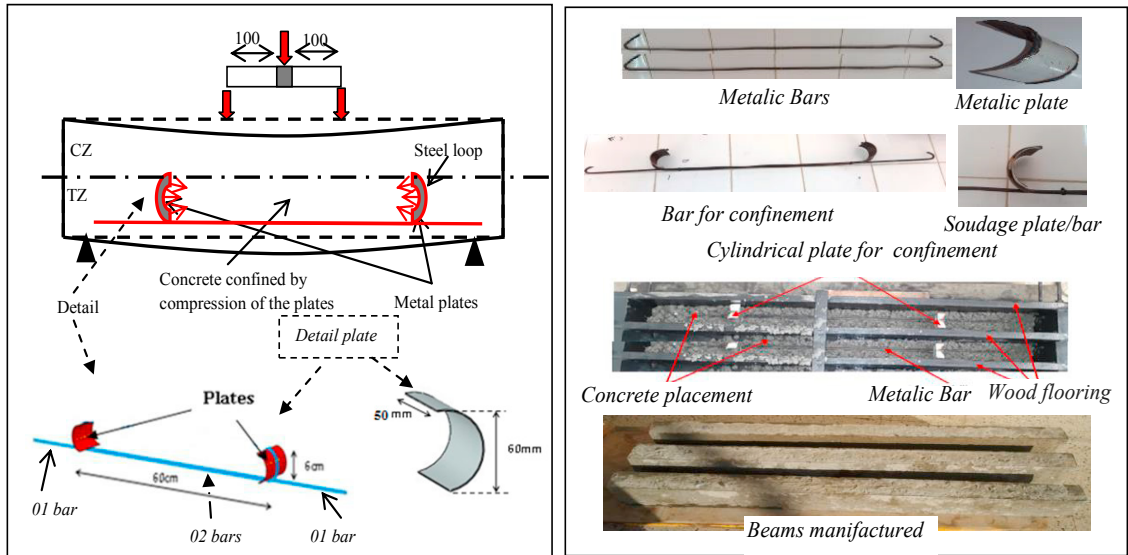 100
100
CZ
Steel loop
TZ
Concrete confined by
compression of the plates
Metal plates
Detail
Detail plate
Plates
50 mm
60mm
6cm
60cm
01 bar
02 bars
01 bar
Metalic Bars
Metalic plate
Bar for confinement
Soudage plate/bar
Cylindrical plate for confinement
Concrete placement
Metalic Bar
Wood flooring
Beams manifactured